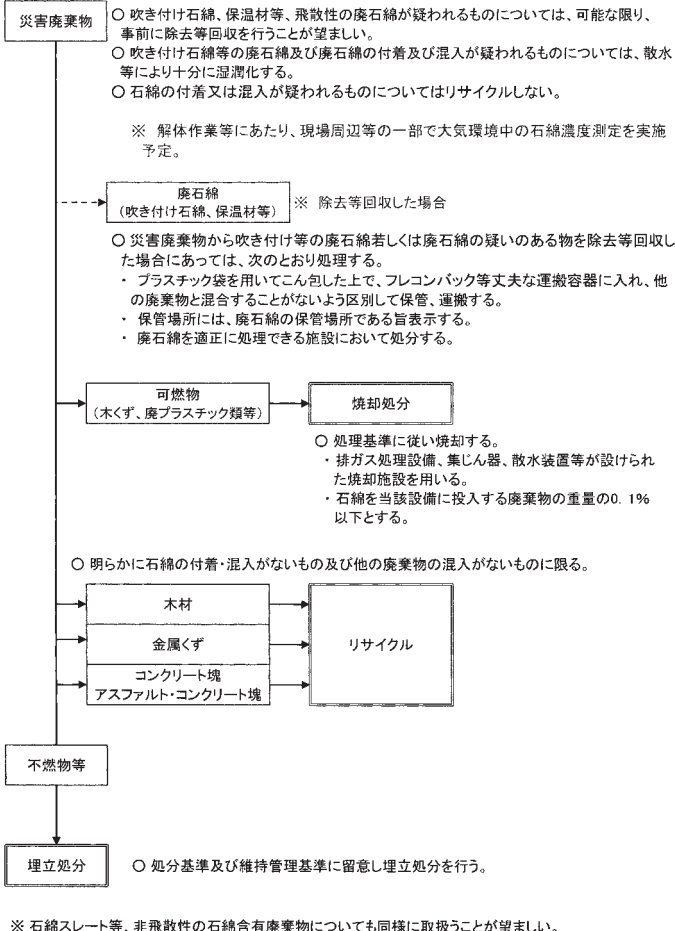 災害廃棄物
○ 吹き付け石綿、保温材等、飛散性の廃石綿が疑われるものについては、可能な限り、
事前に除去等回収を行うことが望ましい。
○ 吹き付け石綿等の廃石綿及び廃石綿の付着及び混入が疑われるものについては、散水
等により十分に湿潤化する。
○ 石綿の付着又は混入が疑われるものについてはリサイクルしない。
※ 解体作業等にあたり、現場周辺等の一部で大気環境中の石綿濃度測定を実施
予定。
廃石綿
(吹き付け石綿、保温材等)
※ 除去等回収した場合
○ 災害廃棄物から吹き付け等の廃石綿若しくは廃石綿の疑いのある物を除去等回収し
た場合にあっては、次のとおり処理する。
・ プラスチック袋を用いてこん包した上で、フレコンバック等丈夫な運搬容器に入れ、他
の廃棄物と混合することがないよう区別して保管、運搬する。
・ 保管場所には、廃石綿の保管場所である旨表示する。
・ 廃石綿を適正に処理できる施設において処分する。
可燃物
(木くず、廃プラスチック類等)
焼却処分
○ 処理基準に従い焼却する。
・排ガス処理設備、集じん器、散水装置等が設けられ
た焼却施設を用いる。
・石綿を当該設備に投入する廃棄物の重量の0. 1%
以下とする。
○ 明らかに石綿の付着・混入がないもの及び他の廃棄物の混入がないものに限る。
木材
金属くず
コンクリート塊
アスファルト・コンクリート塊
リサイクル
不燃物等
埋立処分
○ 処分基準及び維持管理基準に留意し埋立処分を行う。
※ 石綿スレート等、非飛散性の石綿含有廃棄物についても同様に取扱うことが望ましい。